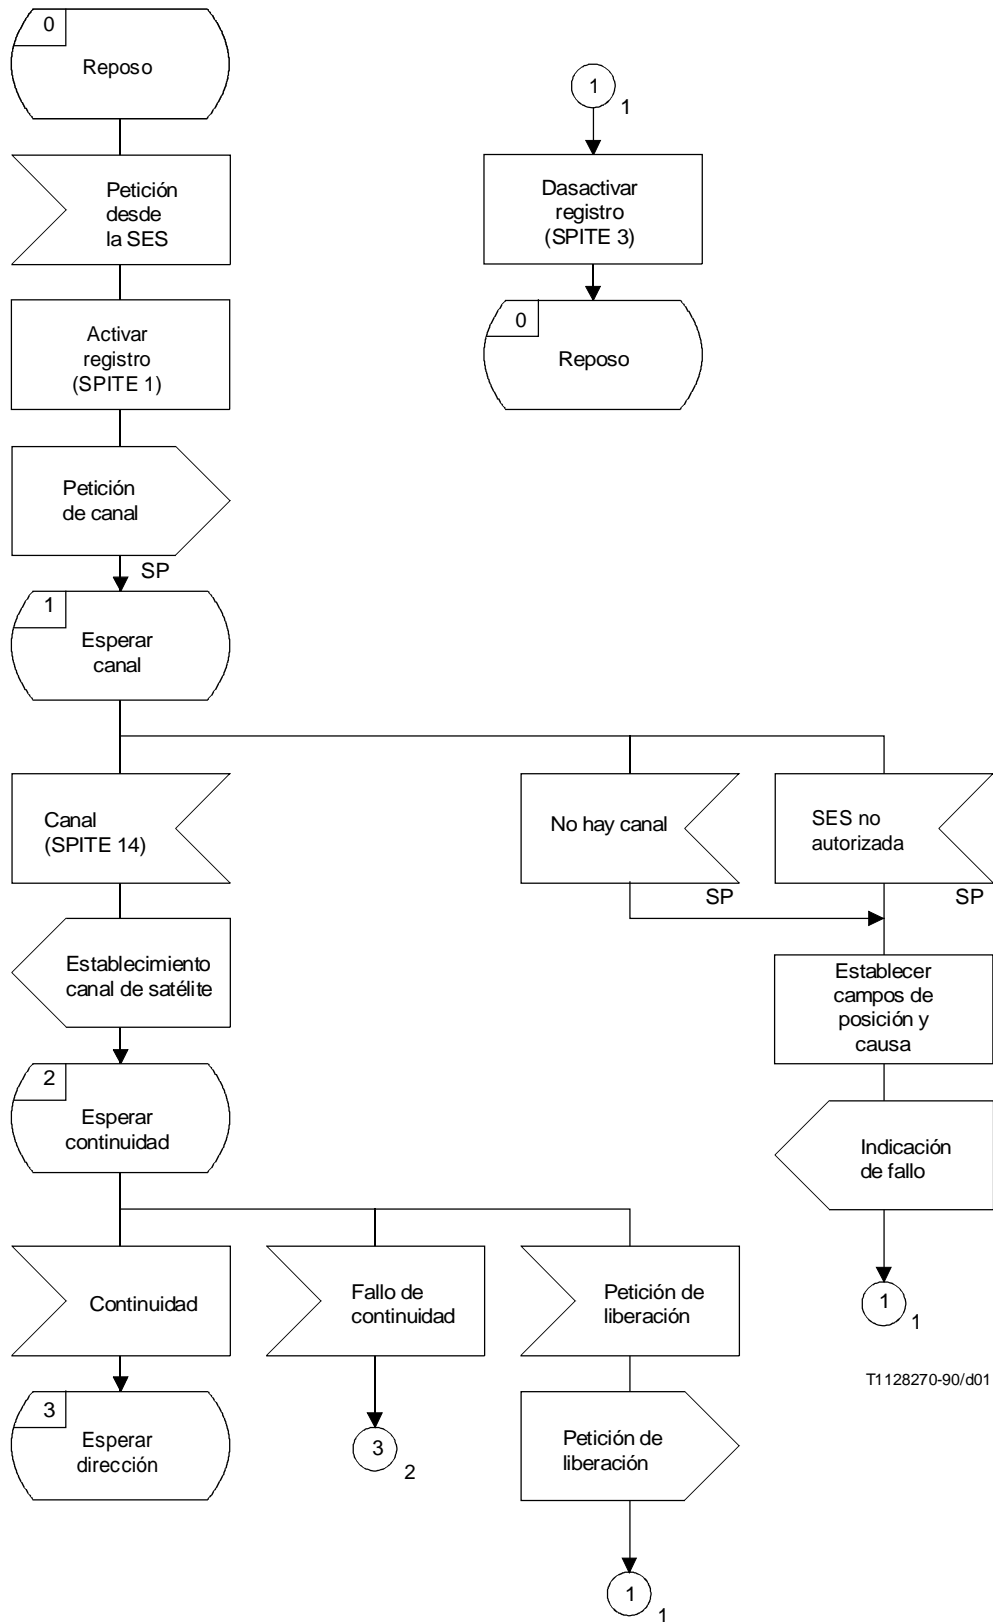 0
Reposo
1
1
Petición
desde
la SES
Dasactivar
registro
(SPITE 3)
Activar
registro
(SPITE 1)
0
Reposo
Petición
de canal
SP
1
Esperar
canal
Canal
(SPITE 14)
No hay canal
SP
SES no
autorizada
SP
Establecimiento
canal de satélite
Establecer
campos de
posición y
causa
2
Esperar
continuidad
Indicación
de fallo
Continuidad
Fallo de
continuidad
Petición de
liberación
1
1
T1128270-90/d01
3
Esperar
dirección
3
2
Petición de
liberación
1
1